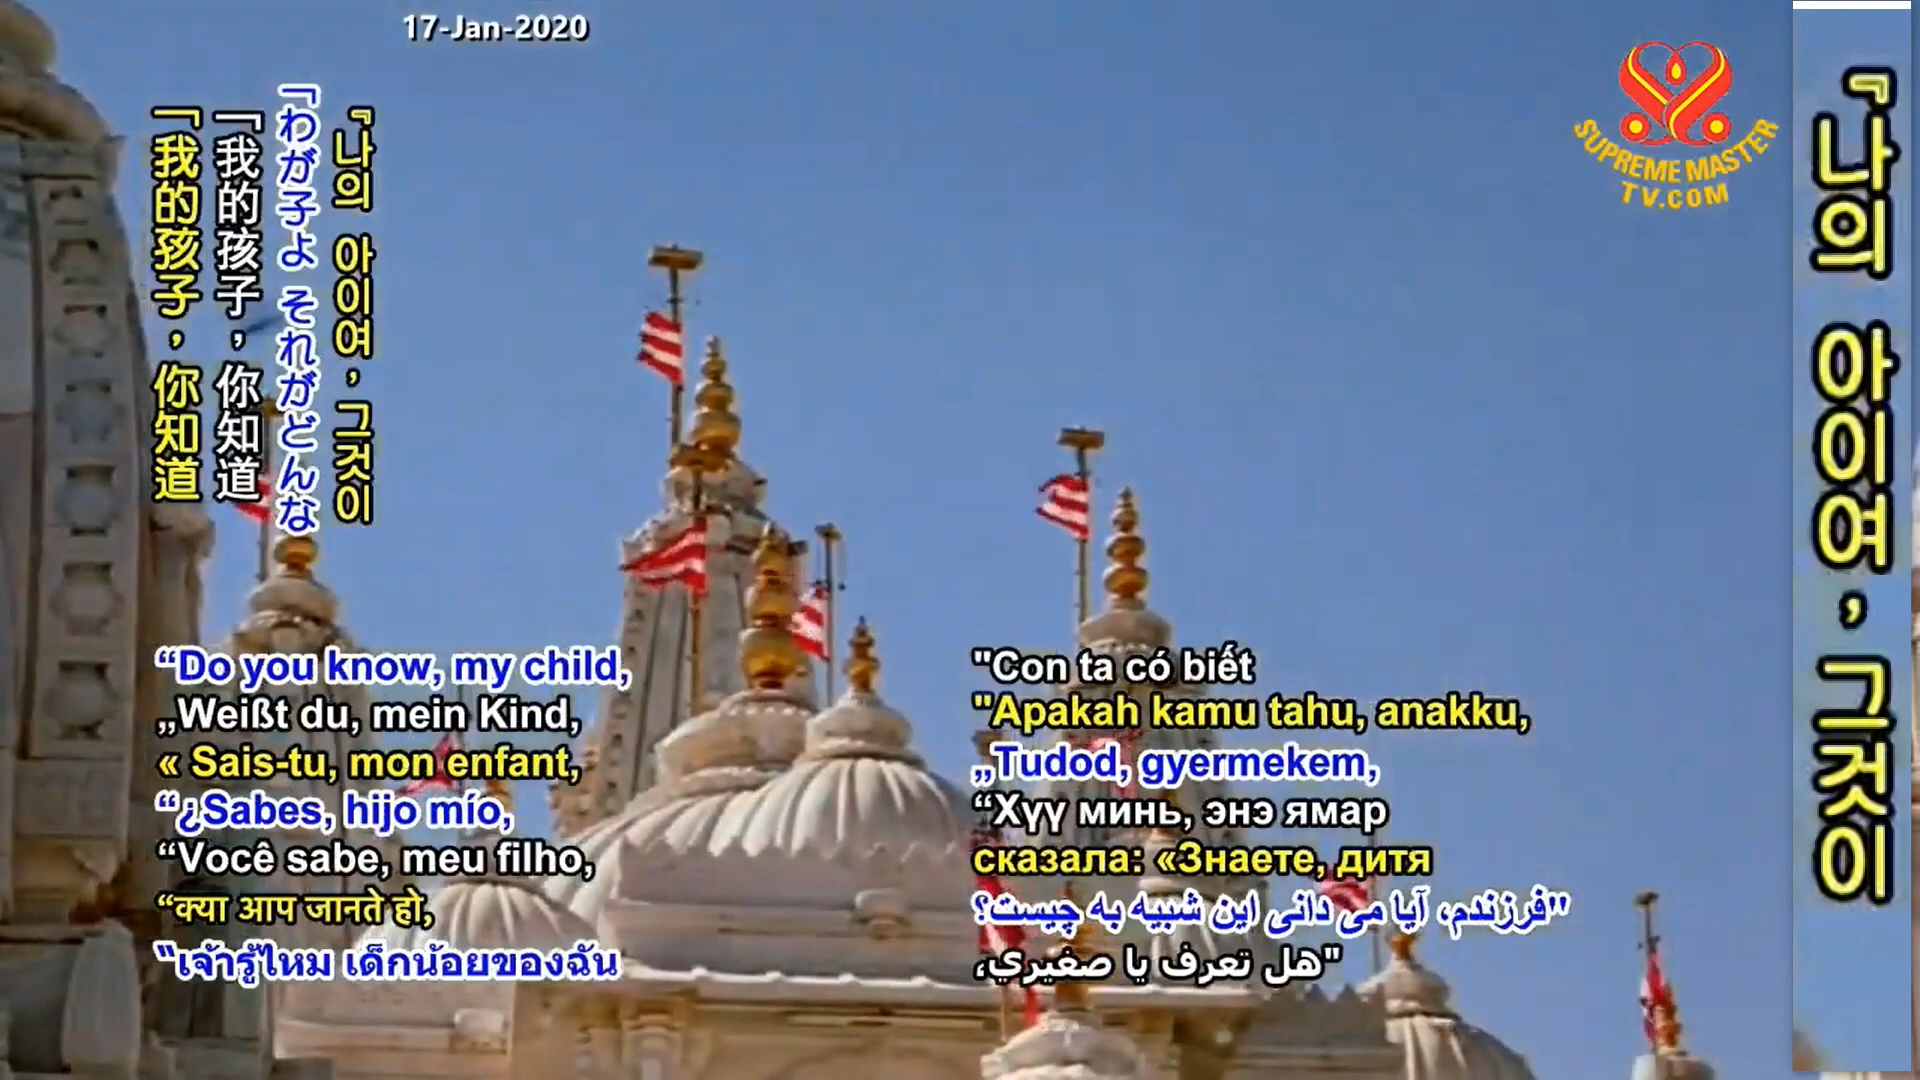 17-Jan-2020
SUPREME MASTER
TV.COM
『나의 아이여, 그것이
「わが子よ それがどんな
「我的孩子，你知道
「我的孩子，你知道
“Do you know, my child,
„Weißt du, mein Kind,
« Sais-tu, mon enfant,
“¿Sabes, hijo mío,
“Você sabe, meu filho,
“क्या आप जानते हो,
“เจ้ารู้ไหม เด็กน้อยของฉัน
"Con ta có biết
"Apakah kamu tahu, anakku,
„Tudod, gyermekem,
“Хүү минь, энэ ямар
сказала: «Знаете, дитя
"فرزندم، آیا می دانی این شبیه به چیست؟
"هل تعرف يا صغيري،
『나의 아이여, 그것이